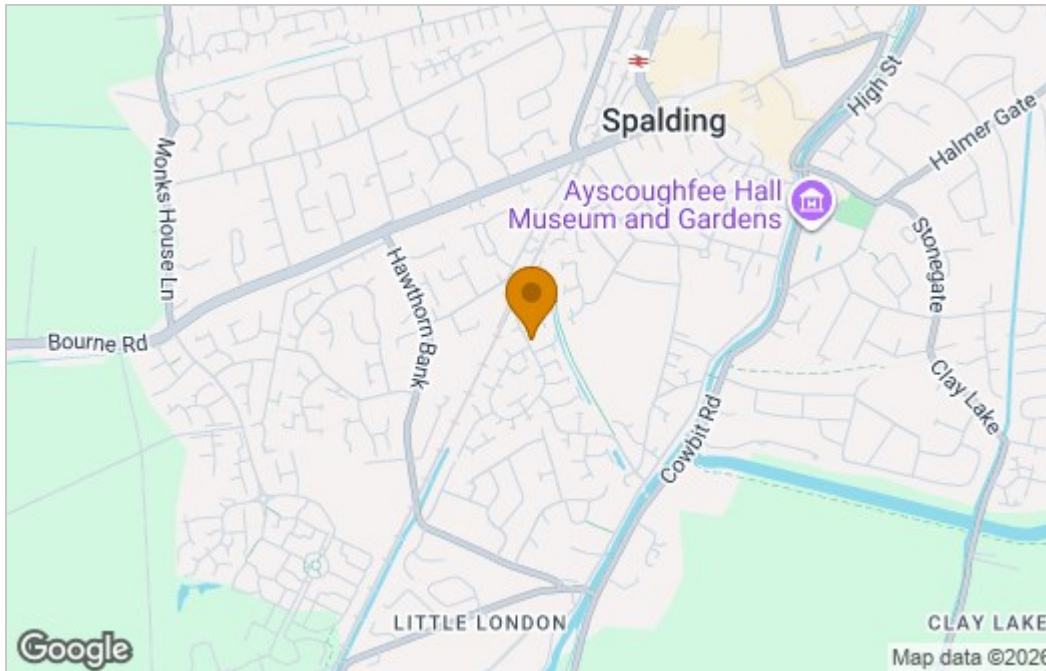 Spalding
High St
Halmer Gate
Monks House Ln
Ayscoughfee Hall
Museum and Gardens
Stonegate
Hawthorn Bank
Bourne Rd
Clay Lake
Cowbit Rd
LITTLE LONDON
CLAY LAKE
Google
Map data ©2026